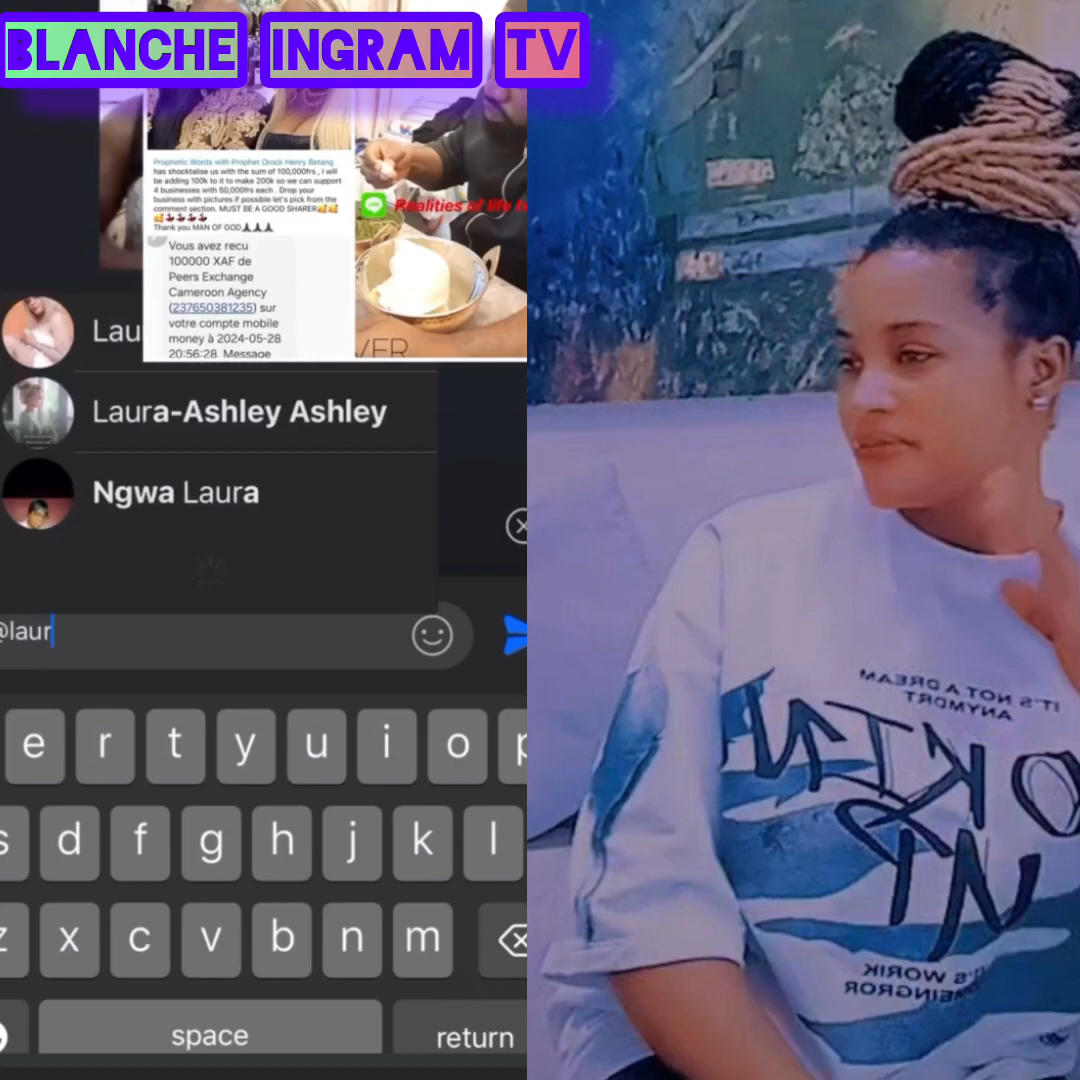 BLANCHE INGRAM TV
Prophetic Words with Prophet Orock Henry Betang
has shocktalise us with the sum of 100,000frs , I will
be adding 100k to it to make 200k so we can support
4 businesses with 50,000frs each . Drop your
business with pictures if possible let's pick from the
comment section. MUST BE A GOOD SHARER🥰🥰
🥰💃💃💃💃
Thank you MAN OF GOD🙏🙏🙏
Vous avez recu
100000 XAF de
Peers Exchange
Cameroon Agency
(237650381235) sur
votre compte mobile
money à 2024-05-28
20:56:28. Message
Realities of life
VER
Lau
Laura-Ashley Ashley
Ngwa Laura
@laur
e r t y u i o p
s d f g h j k l
z x c v b n m
space return
IT'S NOT A DREAM
ANYMORT